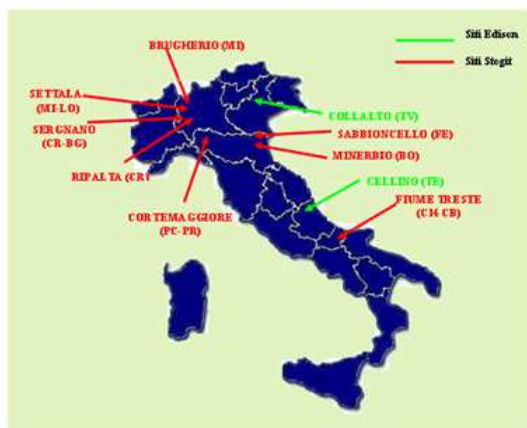 BRUGHERIO (MI)
Siti Edison
Siti Stogit
SETTALA
(MI-LO)
SERGNANO
(CR-BG)
COLLALTO (TV)
SABBIONCELLO (FE)
MINERBIO (BO)
RIPALTA (CR)
CELLINO (TE)
CORTEMAGGIORE
(PC-PR)
FIUME TRESTE
(CH-CB)